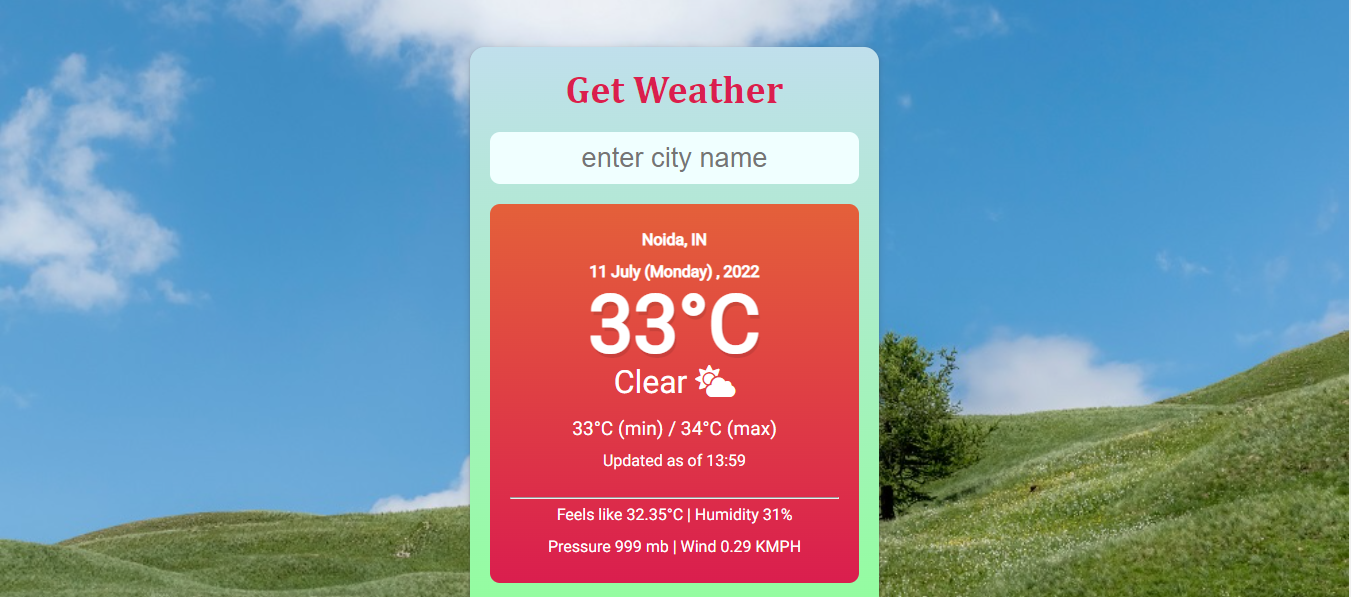 Get Weather
enter city name
Noida, IN
11 July (Monday) , 2022
33°C
Clear
33°C (min) / 34°C (max)
Updated as of 13:59
Feels like 32.35°C | Humidity 31%
Pressure 999 mb | Wind 0.29 KMPH